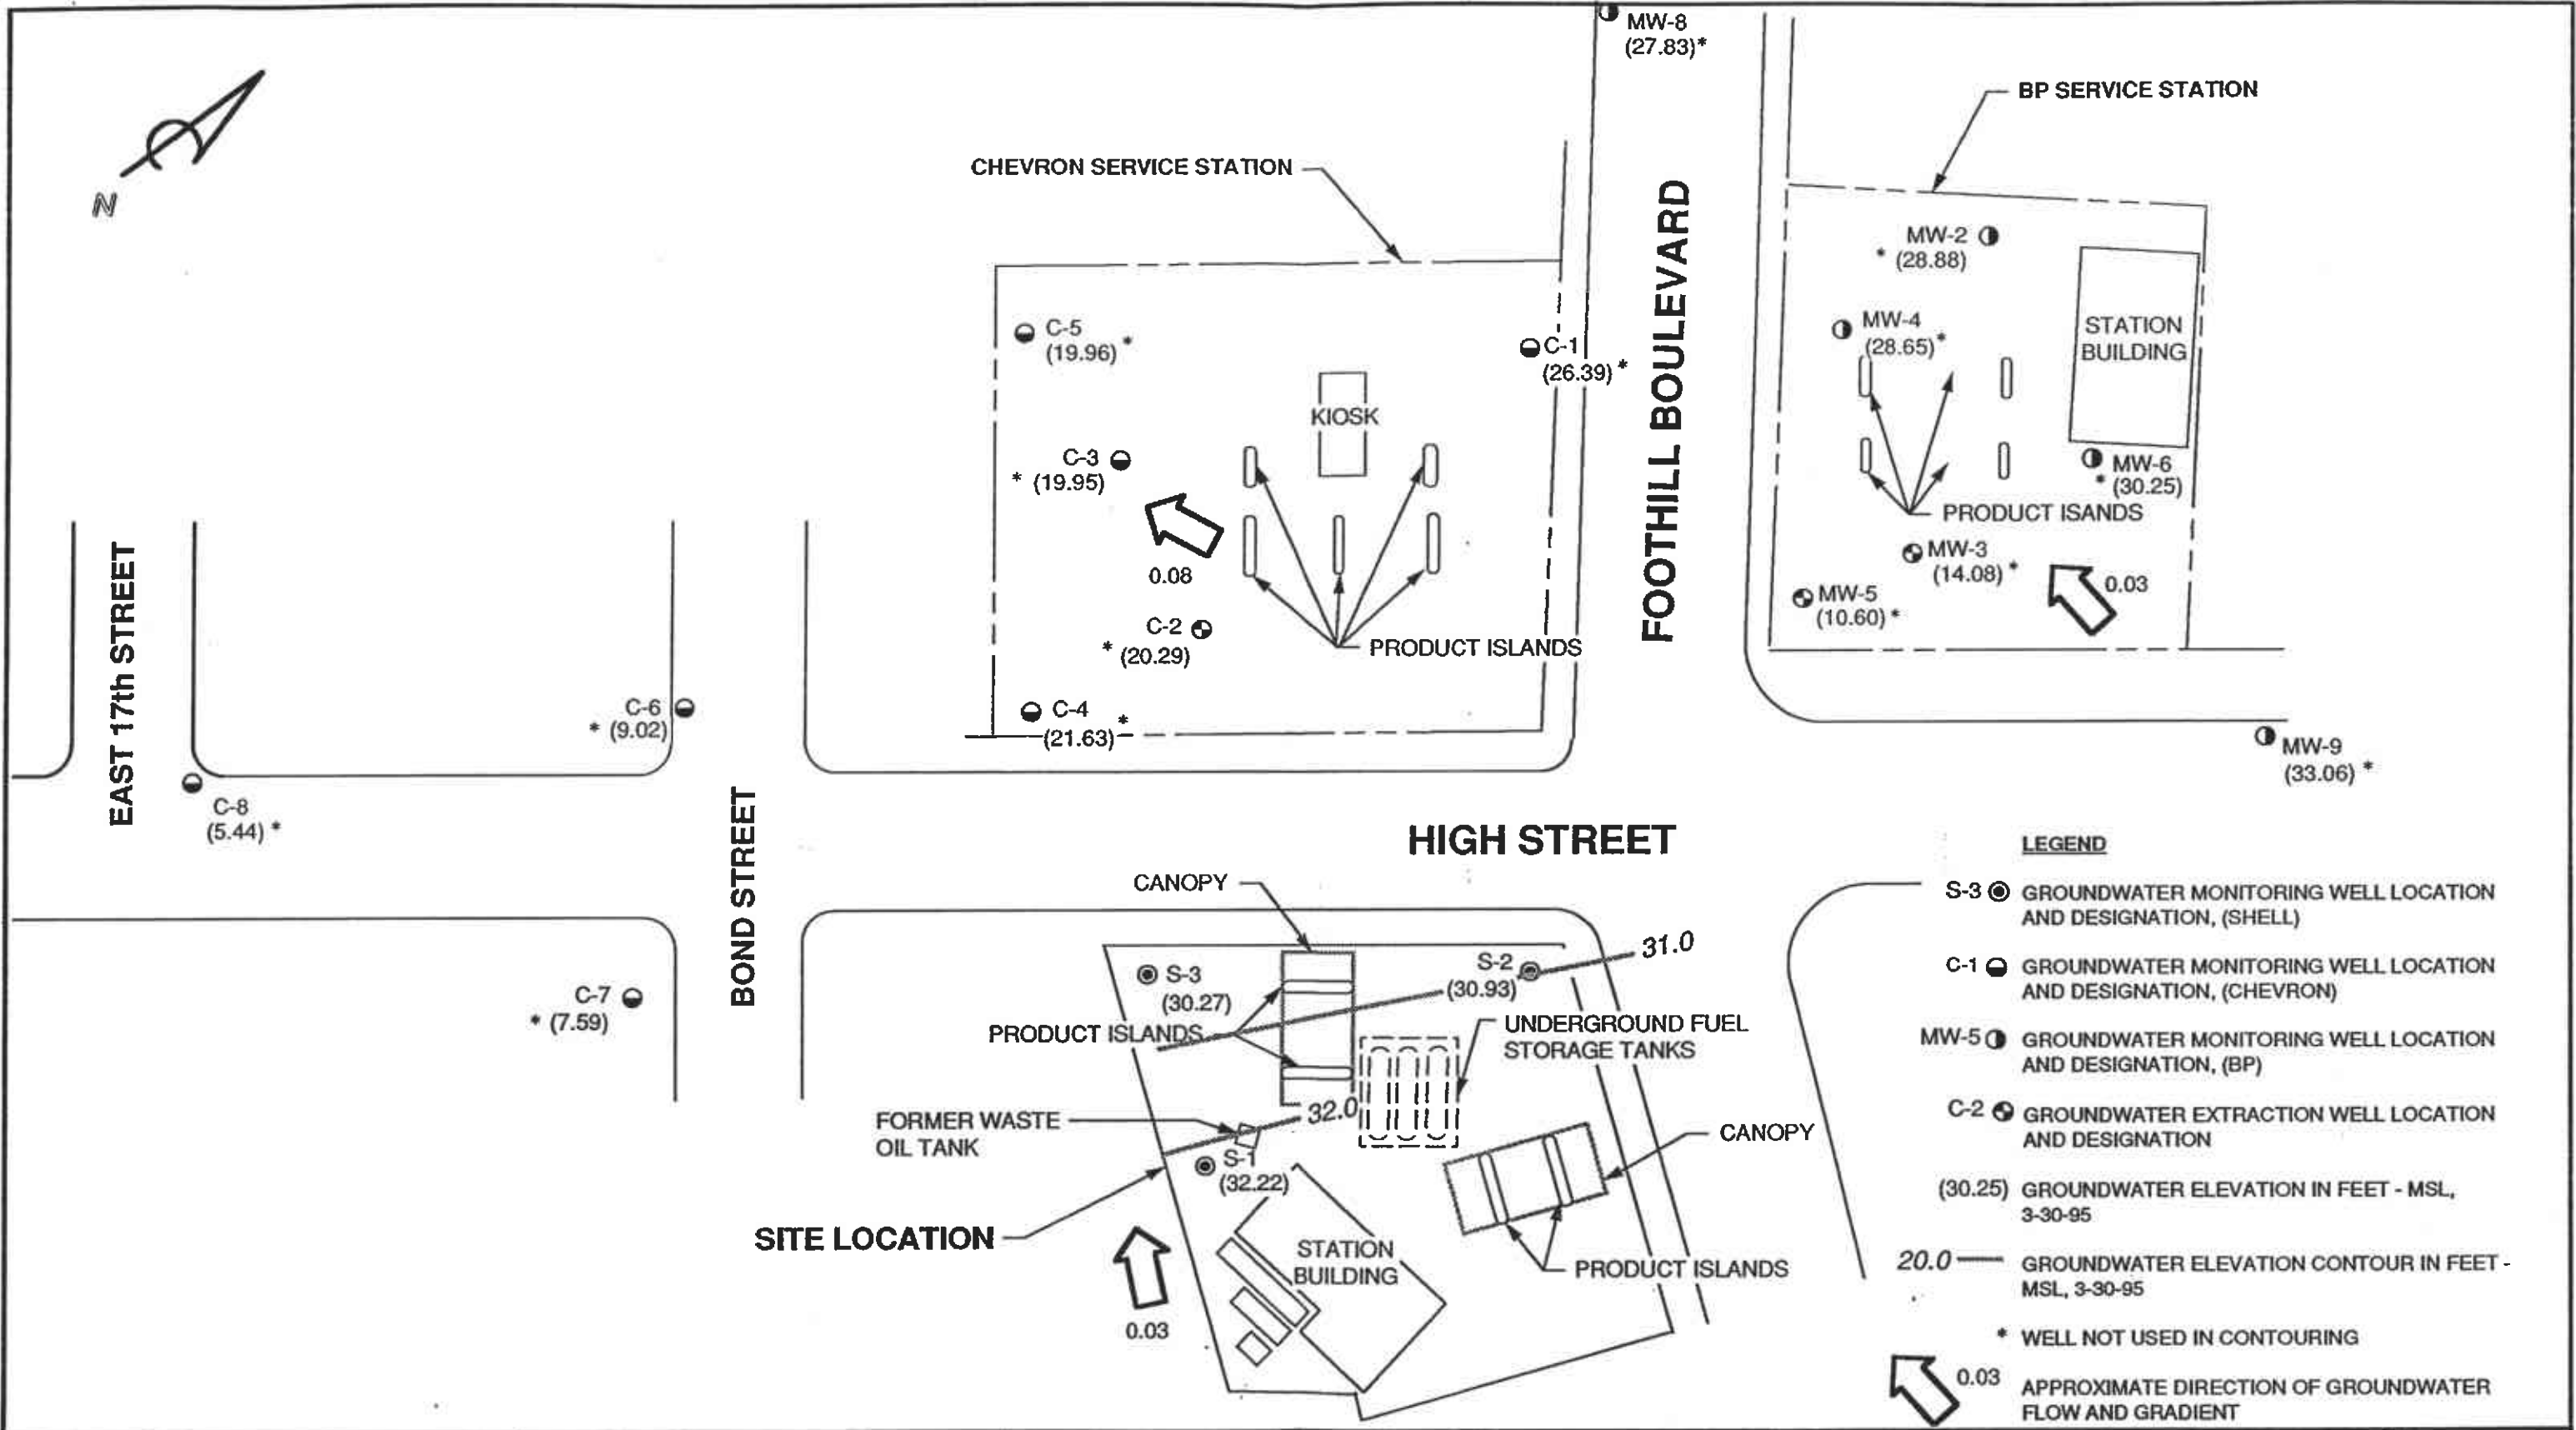 MW-8
(27.83)*
BP SERVICE STATION
CHEVRON SERVICE STATION
N
FOOTHILL BOULEVARD
MW-2
* (28.88)
MW-4
(28.65)*
STATION
BUILDING
C-5
(19.96) *
C-1
(26.39) *
KIOSK
C-3
* (19.95)
MW-6
* (30.25)
PRODUCT ISANDS
0.08
MW-3
(14.08) *
0.03
MW-5
(10.60) *
C-2
* (20.29)
PRODUCT ISLANDS
EAST 17th STREET
C-6
* (9.02)
C-4
(21.63) *
MW-9
(33.06) *
C-8
(5.44) *
BOND STREET
HIGH STREET
CANOPY
S-3
(30.27)
S-2
(30.93)
31.0
C-7
* (7.59)
PRODUCT ISLANDS
UNDERGROUND FUEL
STORAGE TANKS
FORMER WASTE
OIL TANK
32.0
CANOPY
S-1
(32.22)
SITE LOCATION
STATION
BUILDING
PRODUCT ISLANDS
0.03
LEGEND
S-3 GROUNDWATER MONITORING WELL LOCATION
AND DESIGNATION, (SHELL)
C-1 GROUNDWATER MONITORING WELL LOCATION
AND DESIGNATION, (CHEVRON)
MW-5 GROUNDWATER MONITORING WELL LOCATION
AND DESIGNATION, (BP)
C-2 GROUNDWATER EXTRACTION WELL LOCATION
AND DESIGNATION
(30.25) GROUNDWATER ELEVATION IN FEET - MSL,
3-30-95
20.0 GROUNDWATER ELEVATION CONTOUR IN FEET -
MSL, 3-30-95
* WELL NOT USED IN CONTOURING
0.03 APPROXIMATE DIRECTION OF GROUNDWATER
FLOW AND GRADIENT